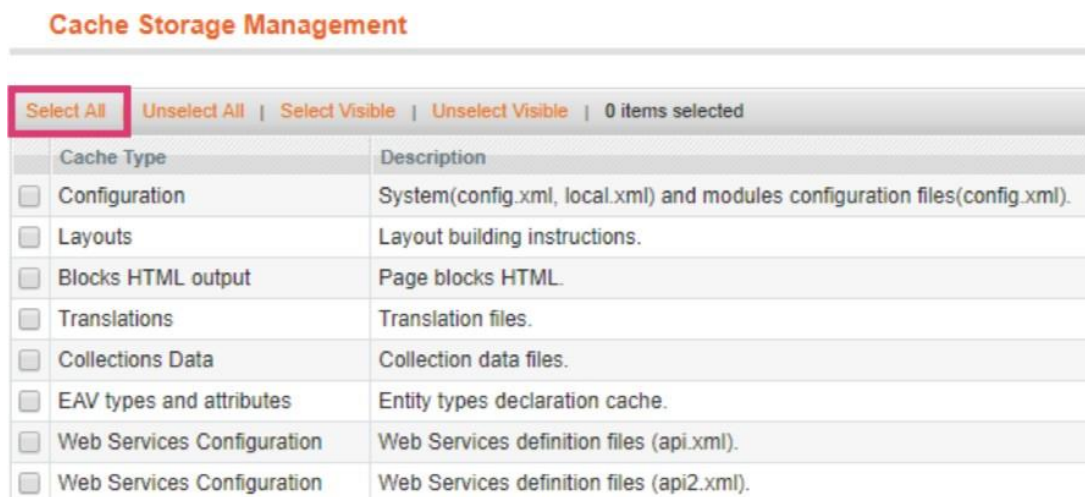 Cache Storage Management
Select All Unselect All | Select Visible | Unselect Visible | 0 items selected
Cache Type Description
Configuration System(config.xml, local.xml) and modules configuration files(config.xml).
Layouts Layout building instructions.
Blocks HTML output Page blocks HTML.
Translations Translation files.
Collections Data Collection data files.
EAV types and attributes Entity types declaration cache.
Web Services Configuration Web Services definition files (api.xml).
Web Services Configuration Web Services definition files (api2.xml).